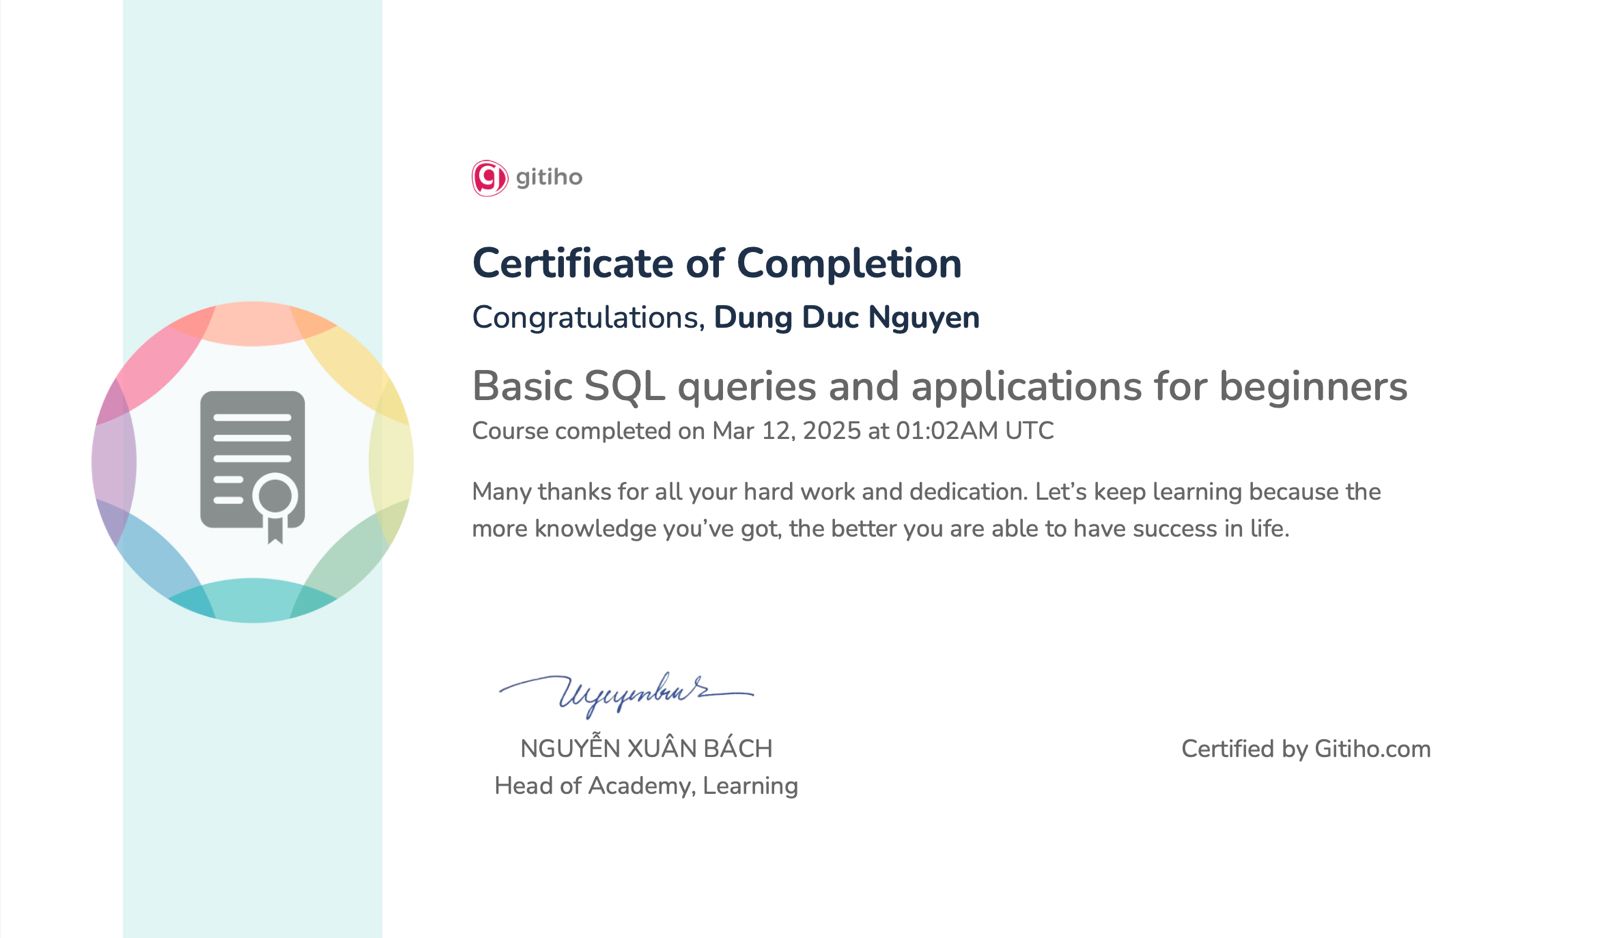 gitiho
Certificate of Completion
Congratulations, Dung Duc Nguyen
Basic SQL queries and applications for beginners
Course completed on Mar 12, 2025 at 01:02AM UTC
Many thanks for all your hard work and dedication. Let’s keep learning because the
more knowledge you’ve got, the better you are able to have success in life.
NGUYỄN XUÂN BÁCH
Head of Academy, Learning
Certified by Gitiho.com